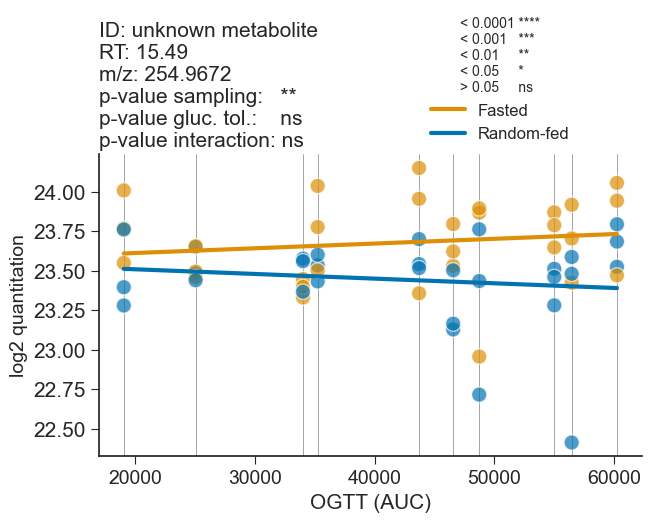 ID: unknown metabolite
RT: 15.49
m/z: 254.9672
p-value sampling: **
p-value gluc. tol.: ns
p-value interaction: ns
< 0.0001 ****
< 0.001 ***
< 0.01 **
< 0.05 *
> 0.05 ns
Fasted
Random-fed
log2 quantitation
24.00
23.75
23.50
23.25
23.00
22.75
22.50
20000 30000 40000 50000 60000
OGTT (AUC)